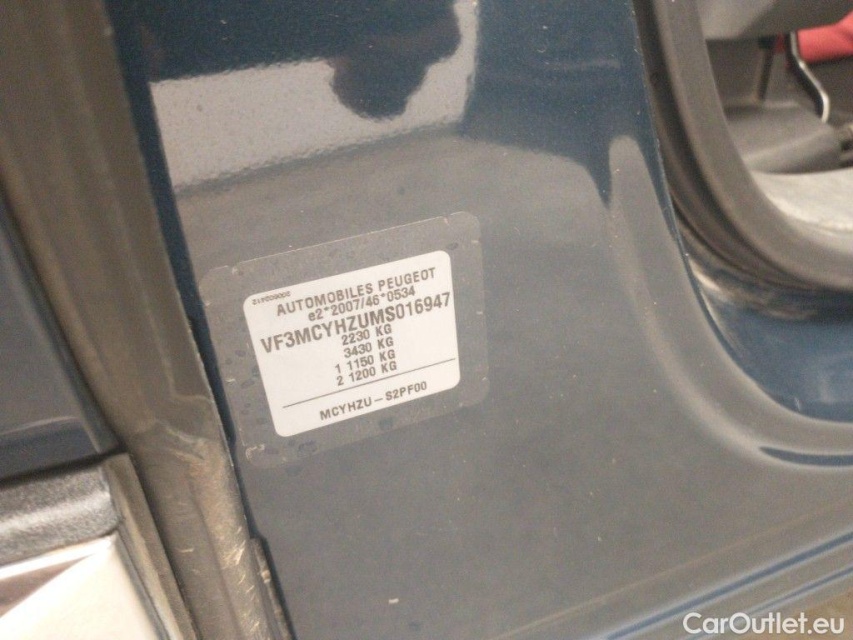 AUTOMOBILES PEUGEOT
e2*2007/46*0534
VF3MCYHZUMS016947
2230 KG
3430 KG
1 1150 KG
2 1200 KG
MCYHZU-S2PF00
CarOutlet.eu